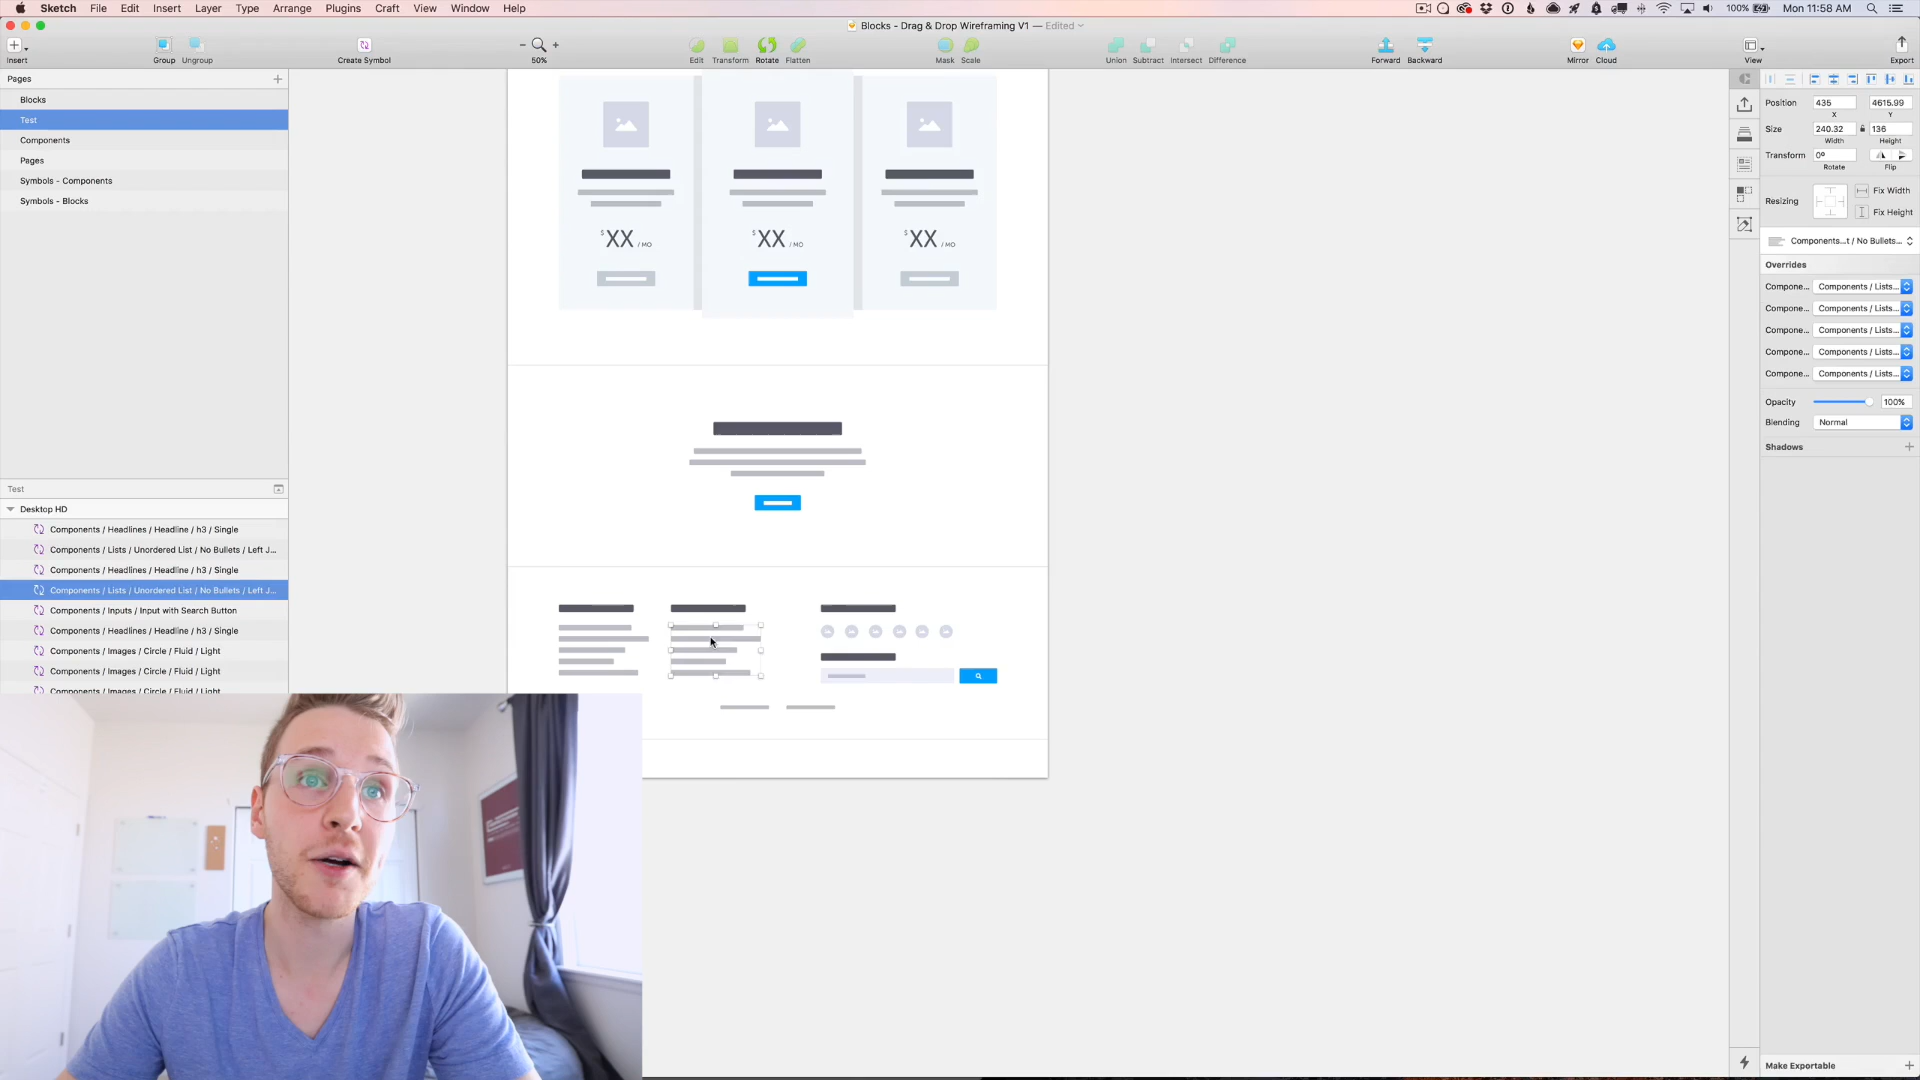 Sketch File Edit Insert Layer Type Arrange Plugins Craft View Window Help 100% Mon 11:58 AM
Blocks - Drag & Drop Wireframing V1 — Edited
Insert Group Ungroup Create Symbol 50% Edit Transform Rotate Flatten Mask Scale Union Subtract Intersect Difference Forward Backward Mirror Cloud View Export
Pages
Blocks
Test
Components
Pages
Symbols - Components
Symbols - Blocks
Test
Desktop HD
Components / Headlines / Headline / h3 / Single
Components / Lists / Unordered List / No Bullets / Left J...
Components / Headlines / Headline / h3 / Single
Components / Lists / Unordered List / No Bullets / Left J...
Components / Inputs / Input with Search Button
Components / Headlines / Headline / h3 / Single
Components / Images / Circle / Fluid / Light
Components / Images / Circle / Fluid / Light
Components / Images / Circle / Fluid / Light
$XX / MO $XX / MO $XX / MO
Position 435 4615.99
X Y
Size 240.32 136
Width Height
Transform 0°
Rotate Flip
Resizing Fix Width
Fix Height
Components...t / No Bullets...
Overrides
Compone... Components / Lists...
Compone... Components / Lists...
Compone... Components / Lists...
Compone... Components / Lists...
Compone... Components / Lists...
Opacity 100%
Blending Normal
Shadows
Make Exportable